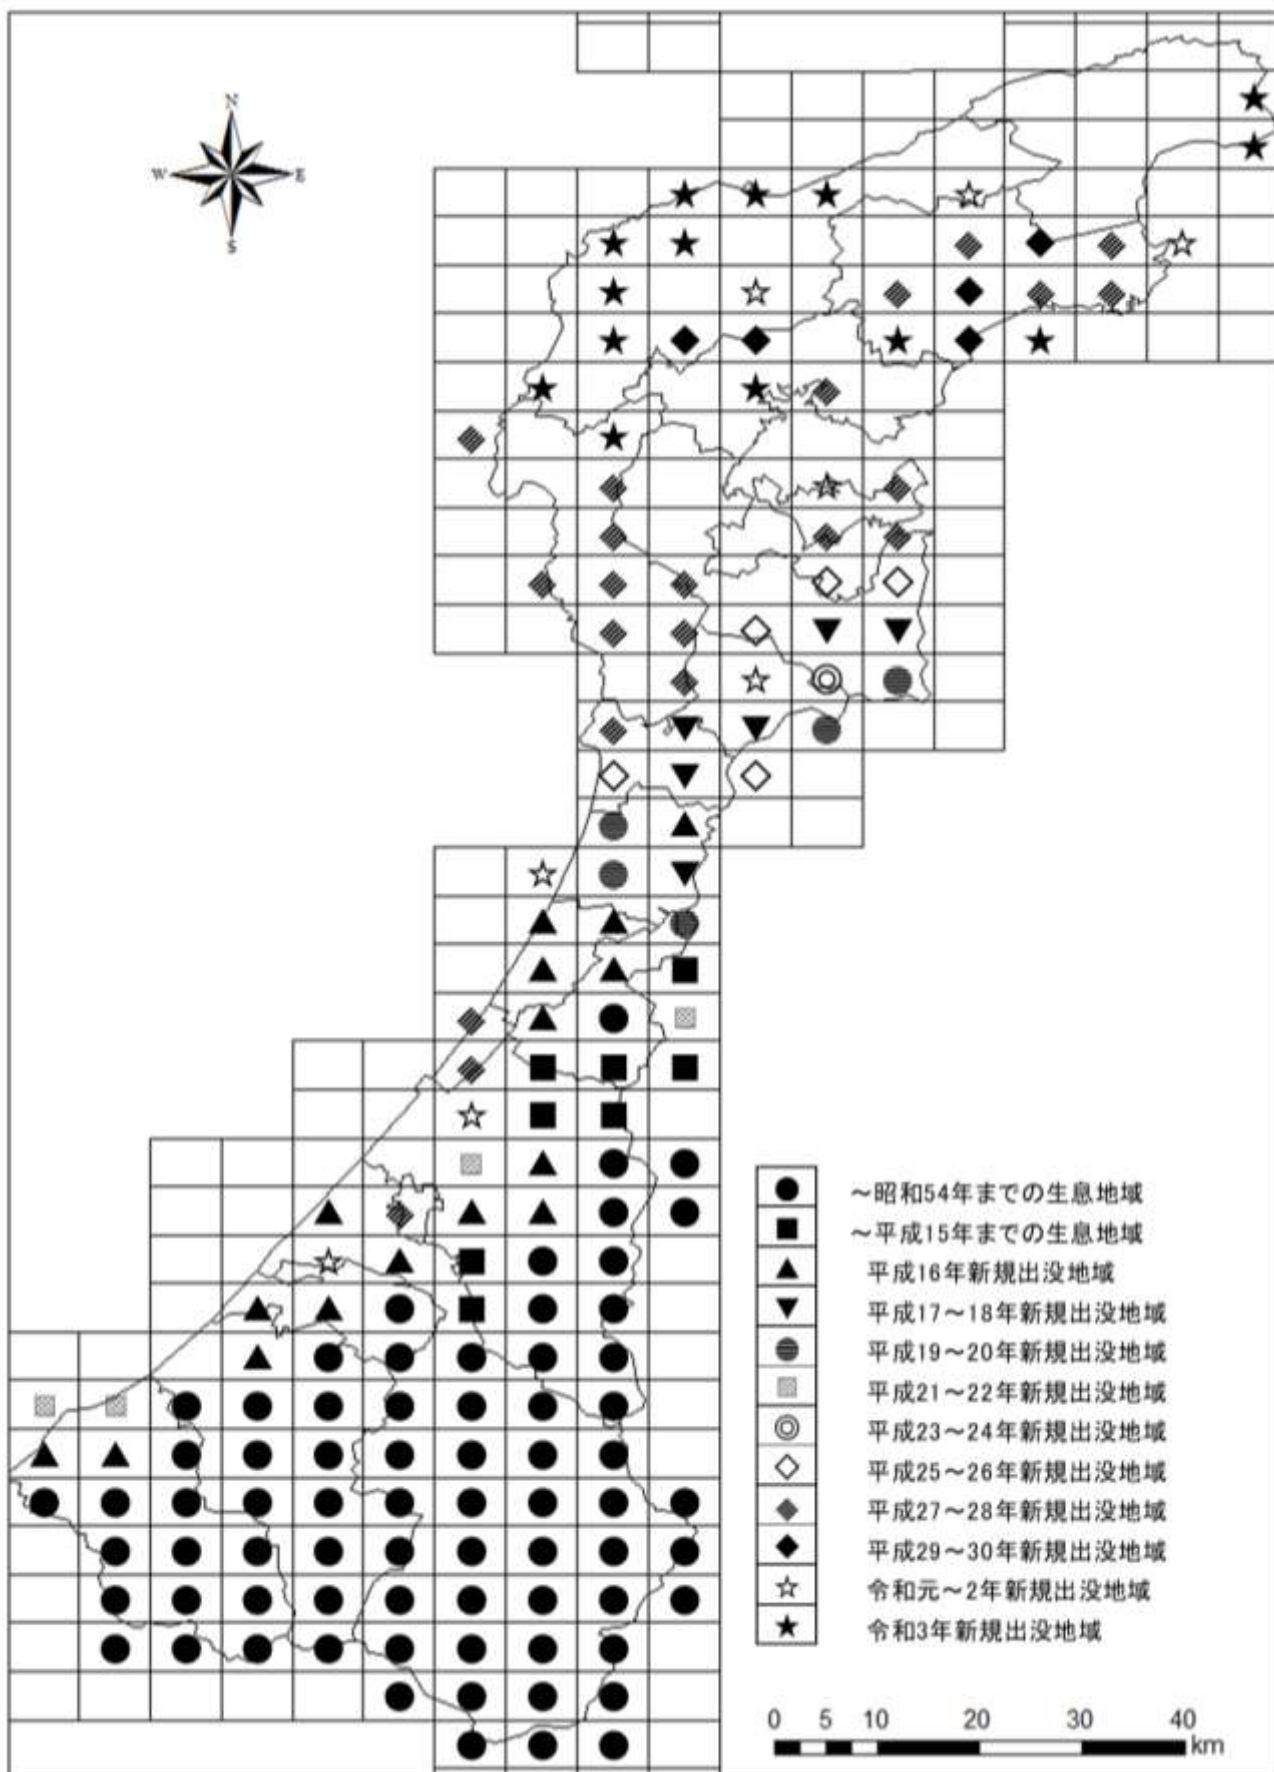 N
W E
S
～昭和54年までの生息地域
～平成15年までの生息地域
平成16年新規出没地域
平成17～18年新規出没地域
平成19～20年新規出没地域
平成21～22年新規出没地域
平成23～24年新規出没地域
平成25～26年新規出没地域
平成27～28年新規出没地域
平成29～30年新規出没地域
令和元～2年新規出没地域
令和3年新規出没地域
0 5 10 20 30 40
km